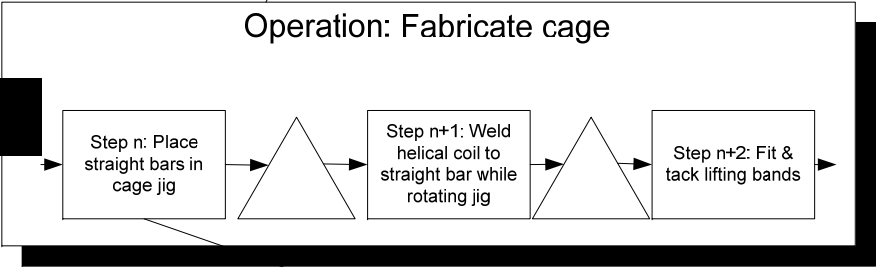 Operation: Fabricate cage
Step n: Place
straight bars in
cage jig
Step n+1: Weld
helical coil to
straight bar while
rotating jig
Step n+2: Fit &
tack lifting bands